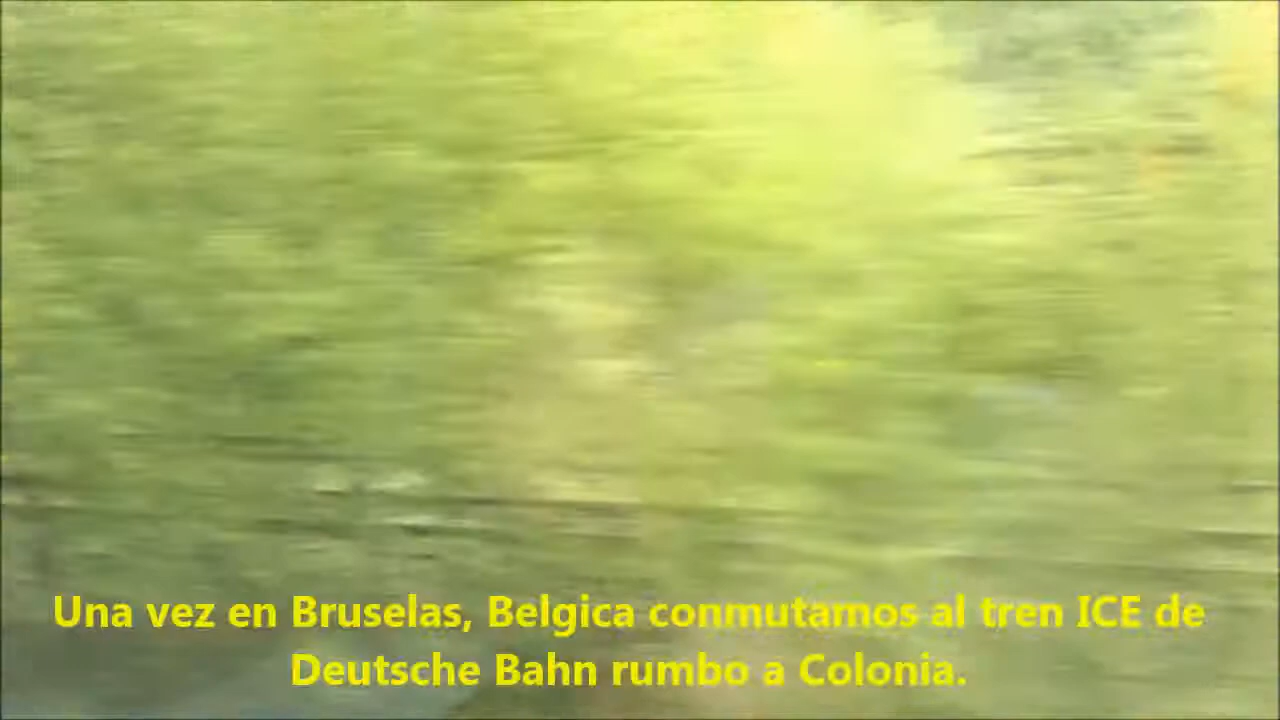 Una vez en Bruselas, Belgica conmutamos al tren ICE de
Deutsche Bahn rumbo a Colonia.